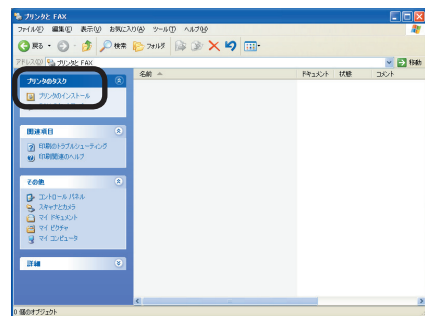 プリンタと FAX
ファイル(F) 編集(E) 表示(V) お気に入り(A) ツール(T) ヘルプ(H)
戻る 検索 フォルダ
アドレス(D) プリンタと FAX 移動
名前 ドキュメント 状態 コメント
プリンタのタスク
プリンタのインストール
関連項目
印刷のトラブルシューティング
印刷関連のヘルプ
その他
コントロール パネル
スキャナとカメラ
マイ ドキュメント
マイ ピクチャ
マイ コンピュータ
詳細
0 個のオブジェクト